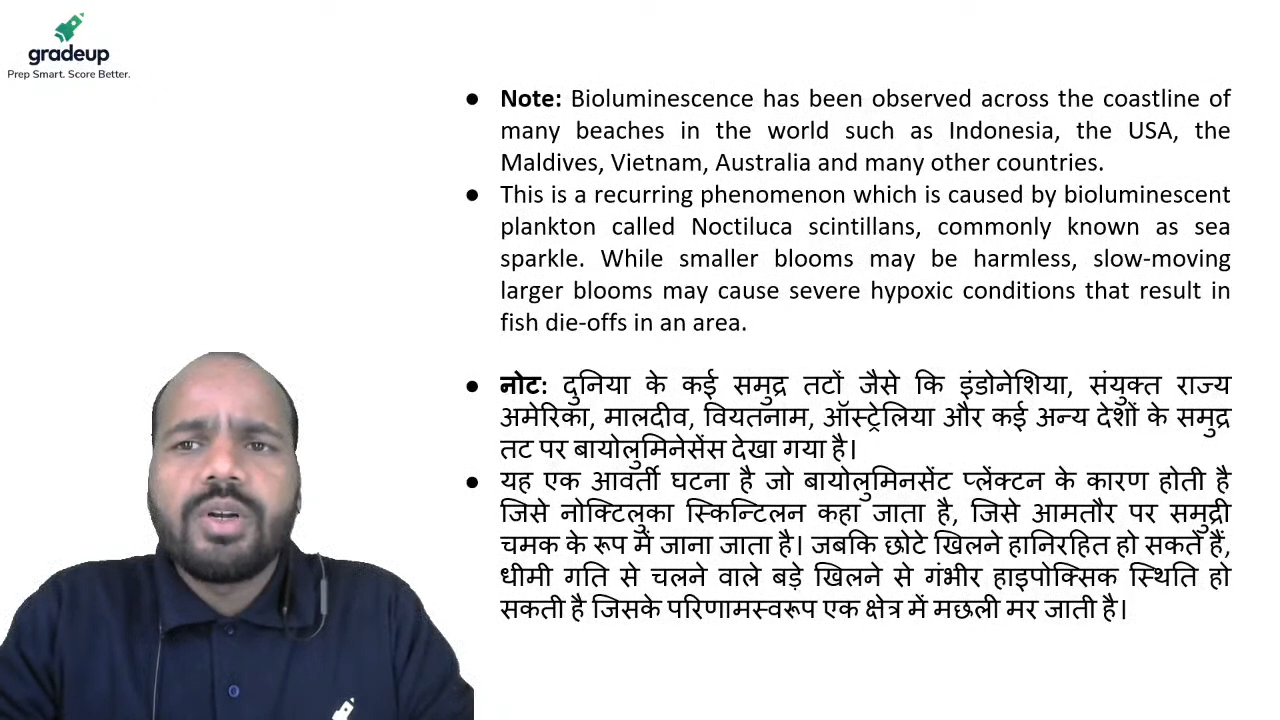 gradeup
Prep Smart. Score Better.
● Note: Bioluminescence has been observed across the coastline of
many beaches in the world such as Indonesia, the USA, the
Maldives, Vietnam, Australia and many other countries.
● This is a recurring phenomenon which is caused by bioluminescent
plankton called Noctiluca scintillans, commonly known as sea
sparkle. While smaller blooms may be harmless, slow-moving
larger blooms may cause severe hypoxic conditions that result in
fish die-offs in an area.
● नोट: दुनिया के कई समुद्र तटों जैसे कि इंडोनेशिया, संयुक्त राज्य
अमेरिका, मालदीव, वियतनाम, ऑस्ट्रेलिया और कई अन्य देशों के समुद्र
तट पर बायोलुमिनेसेंस देखा गया है।
● यह एक आवर्ती घटना है जो बायोलुमिनसेंट प्लेंक्टन के कारण होती है
जिसे नोक्टिलुका स्किन्टिलन कहा जाता है, जिसे आमतौर पर समुद्री
चमक के रूप में जाना जाता है। जबकि छोटे खिलने हानिरहित हो सकते हैं,
धीमी गति से चलने वाले बड़े खिलने से गंभीर हाइपोक्सिक स्थिति हो
सकती है जिसके परिणामस्वरूप एक क्षेत्र में मछली मर जाती है।